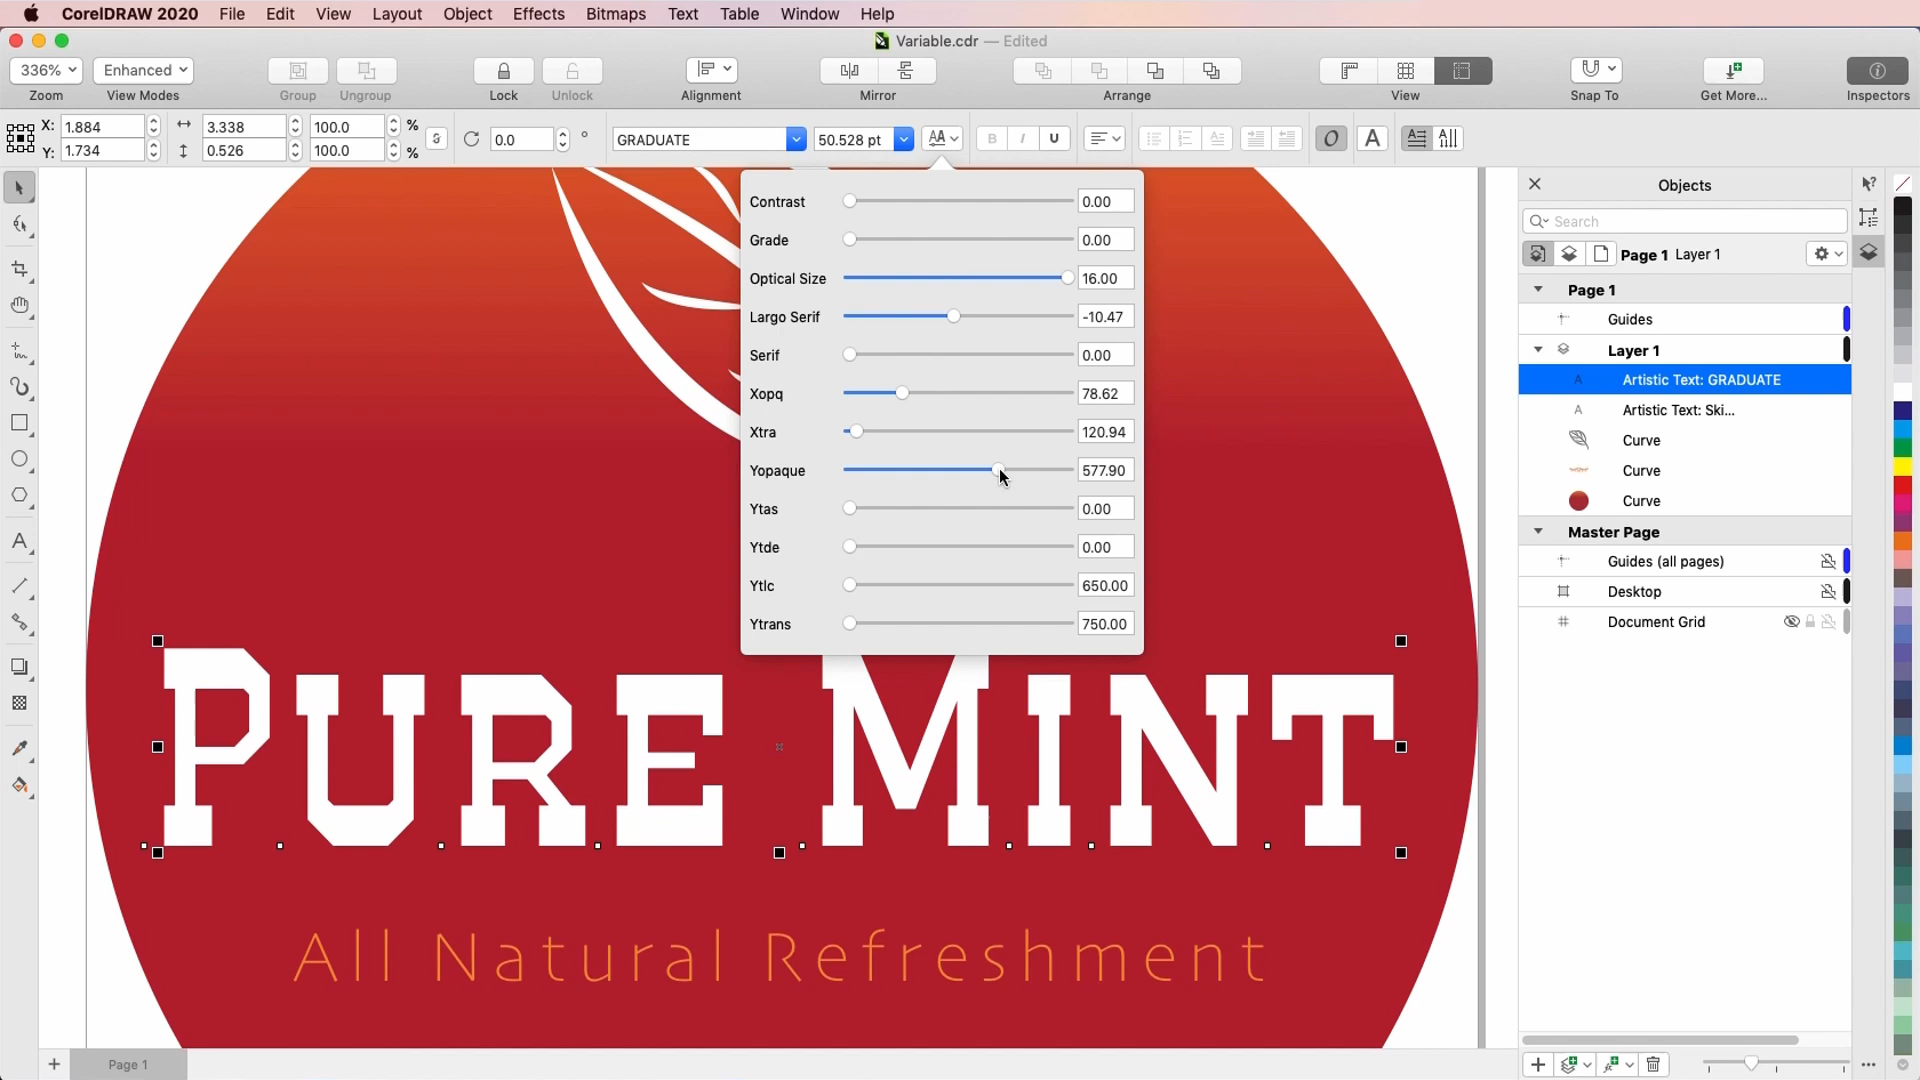 CorelDRAW 2020 File Edit View Layout Object Effects Bitmaps Text Table Window Help
Variable.cdr — Edited
336% Enhanced
Zoom View Modes Group Ungroup Lock Unlock Alignment Mirror Arrange View Snap To Get More... Inspectors
X: 1.884 3.338 100.0 %
Y: 1.734 0.526 100.0 %
0.0 °
GRADUATE 50.528 pt AA B I U O A
Contrast 0.00
Grade 0.00
Optical Size 16.00
Largo Serif -10.47
Serif 0.00
Xopq 78.62
Xtra 120.94
Yopaque 577.90
Ytas 0.00
Ytde 0.00
Ytlc 650.00
Ytrans 750.00
PURE MINT
All Natural Refreshment
Page 1
Objects
Search
Page 1 Layer 1
Page 1
Guides
Layer 1
A Artistic Text: GRADUATE
A Artistic Text: Ski...
Curve
Curve
Curve
Master Page
Guides (all pages)
Desktop
Document Grid